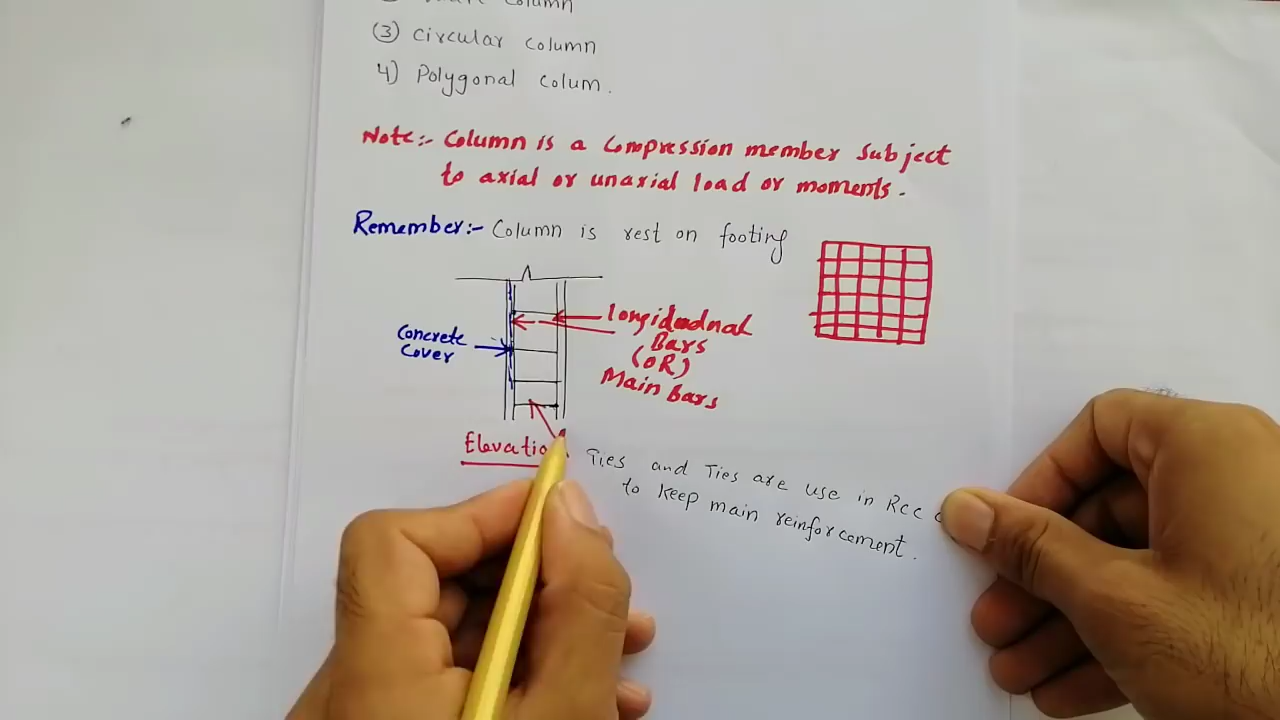 column
(3) Circular column
4) Polygonal colum.
Note:- Column is a Compression member subject
to axial or unaxial load or moments.
Remember:- Column is rest on footing
Concrete
Cover
Longidudnal
Bars
(OR)
Main Bars
Elevation
Ties and Ties are use in RCC
to keep main reinforcement.